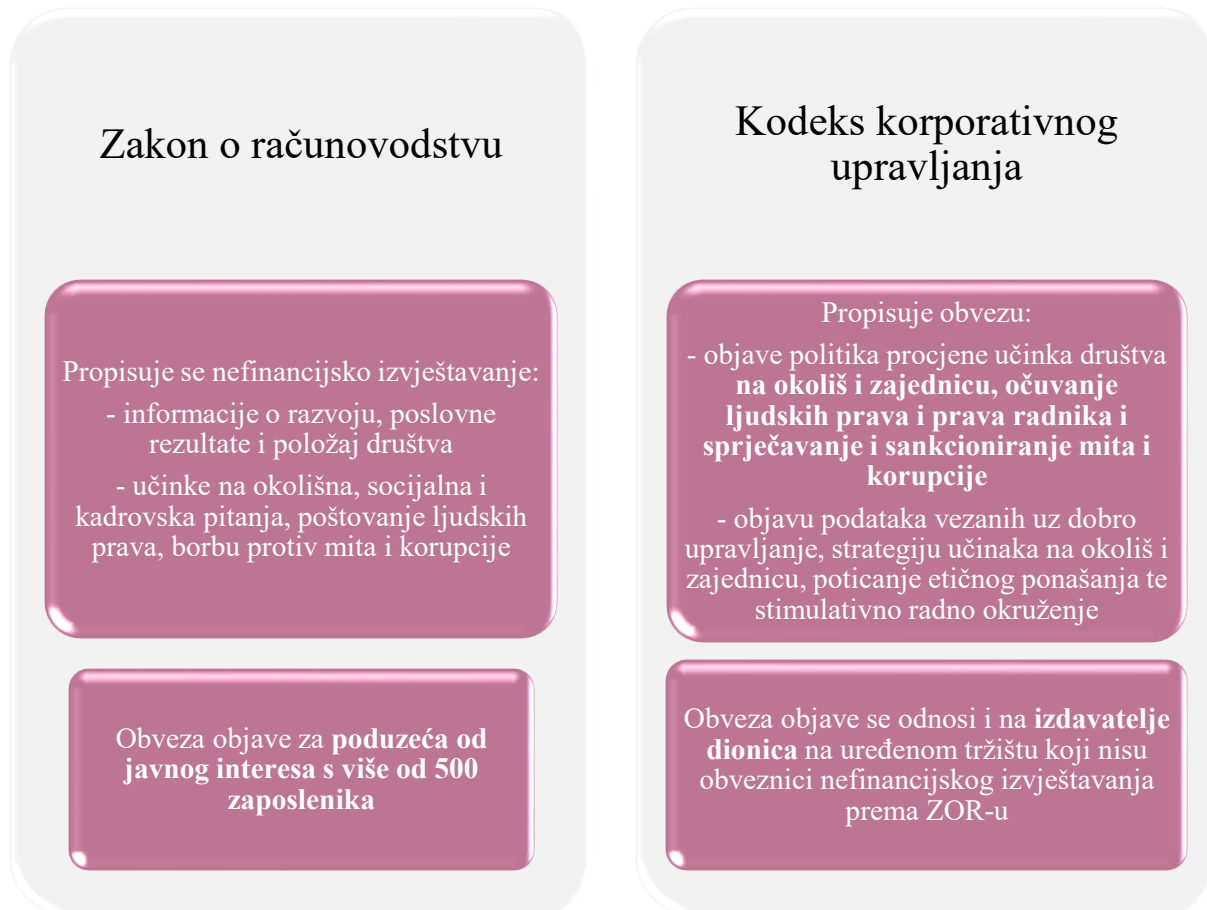 Zakon o računovodstvu
Propisuje se nefinancijsko izvještavanje:
- informacije o razvoju, poslovne
rezultate i položaj društva
- učinke na okolišna, socijalna i
kadrovska pitanja, poštovanje ljudskih
prava, borbu protiv mita i korupcije
Obveza objave za poduzeća od
javnog interesa s više od 500
zaposlenika
Kodeks korporativnog
upravljanja
Propisuje obvezu:
- objave politika procjene učinka društva
na okoliš i zajednicu, očuvanje
ljudskih prava i prava radnika i
sprječavanje i sankcioniranje mita i
korupcije
- objavu podataka vezanih uz dobro
upravljanje, strategiju učinaka na okoliš i
zajednicu, poticanje etičnog ponašanja te
stimulativno radno okruženje
Obveza objave se odnosi i na izdavatelje
dionica na uređenom tržištu koji nisu
obveznici nefinancijskog izvještavanja
prema ZOR-u